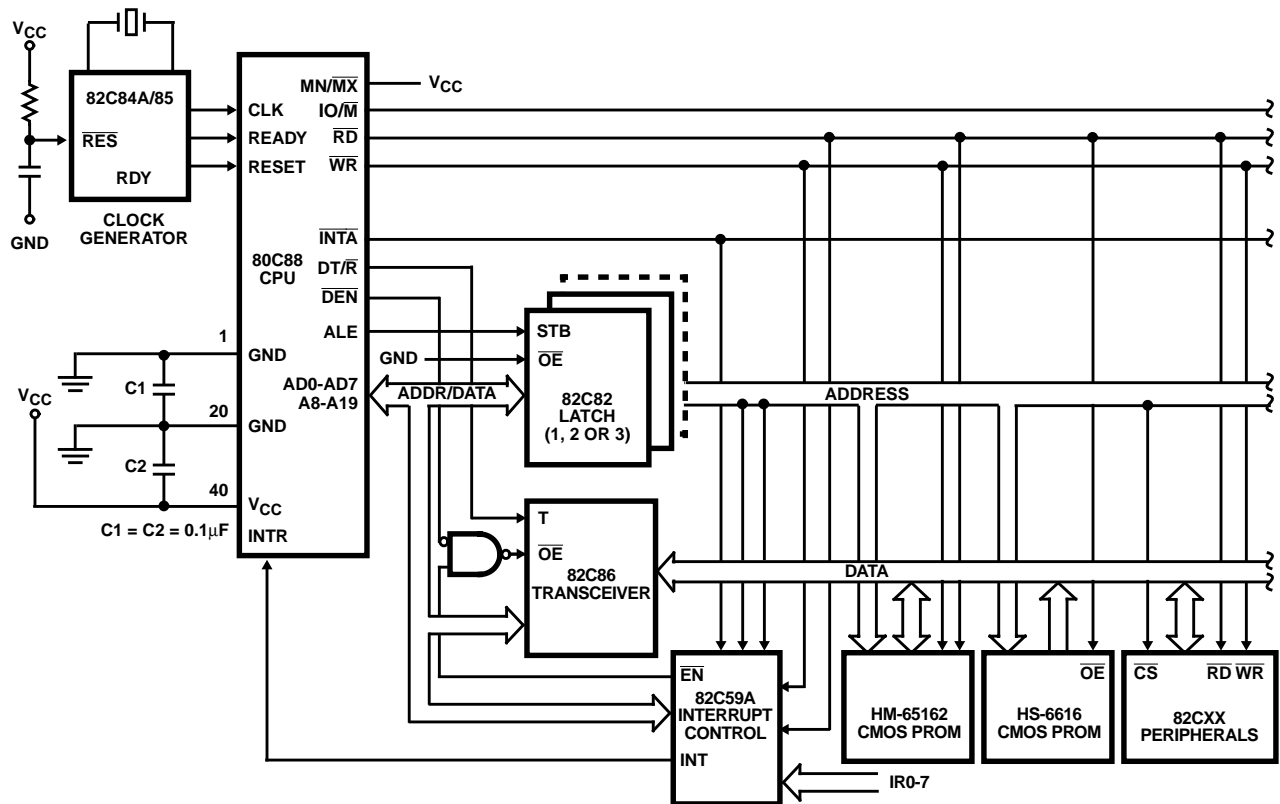 VCC
82C84A/85
RES
RDY
CLOCK
GENERATOR
GND
CLK
READY
RESET
MN/MX
VCC
IO/M
RD
WR
INTA
DT/R
DEN
ALE
80C88
CPU
1
GND
C1
VCC
20
GND
C2
40
VCC
C1 = C2 = 0.1μF
INTR
AD0-AD7
A8-A19
ADDR/DATA
GND
STB
OE
82C82
LATCH
(1, 2 OR 3)
ADDRESS
T
OE
82C86
TRANSCEIVER
DATA
EN
82C59A
INTERRUPT
CONTROL
INT
IR0-7
HM-65162
CMOS PROM
OE
HS-6616
CMOS PROM
CS
RD WR
82CXX
PERIPHERALS